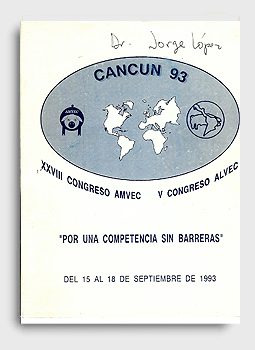 Dr. Jorge López
CANCUN 93
AMVEC
XXVIII CONGRESO AMVEC V CONGRESO ALVEC
"POR UNA COMPETENCIA SIN BARRERAS"
DEL 15 AL 18 DE SEPTIEMBRE DE 1993